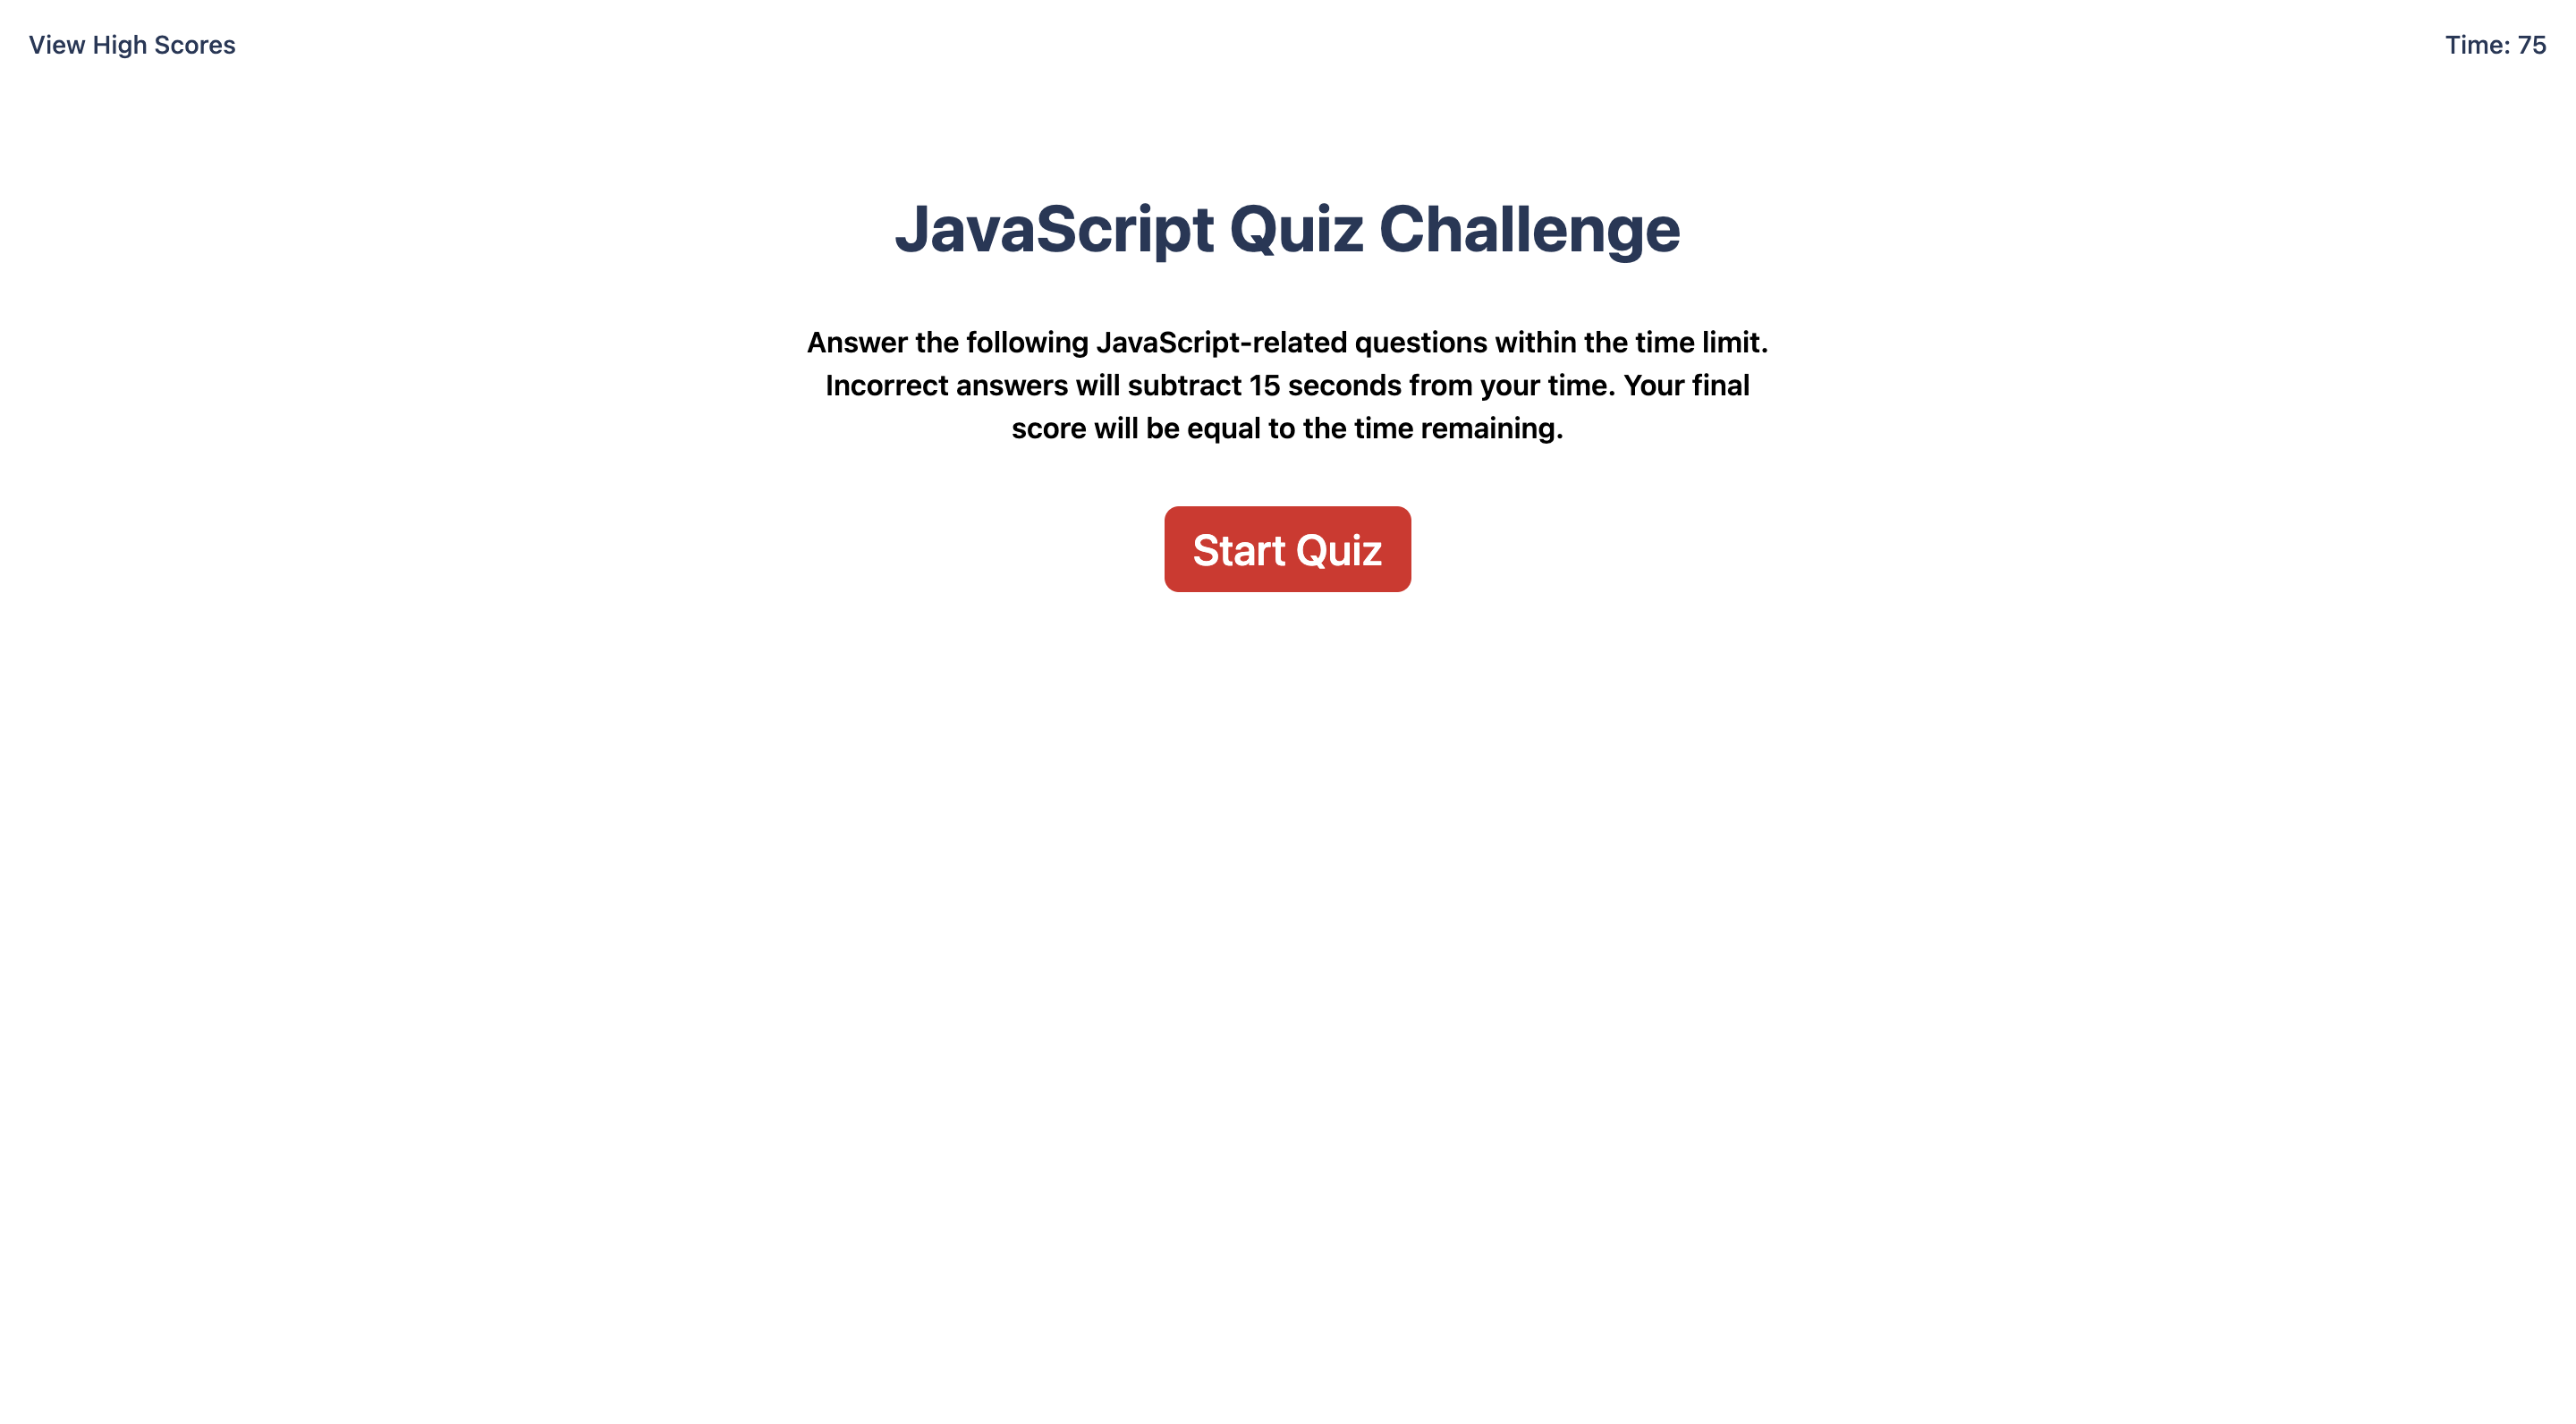 View High Scores
Time: 75
JavaScript Quiz Challenge
Answer the following JavaScript-related questions within the time limit.
Incorrect answers will subtract 15 seconds from your time. Your final
score will be equal to the time remaining.
Start Quiz